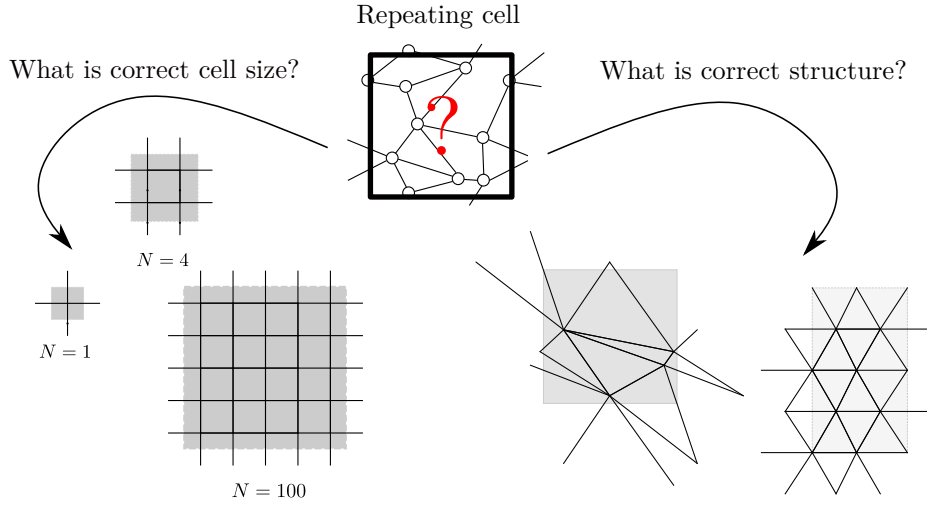 Repeating cell
What is correct cell size?
What is correct structure?
?
N = 4
N = 1
N = 100